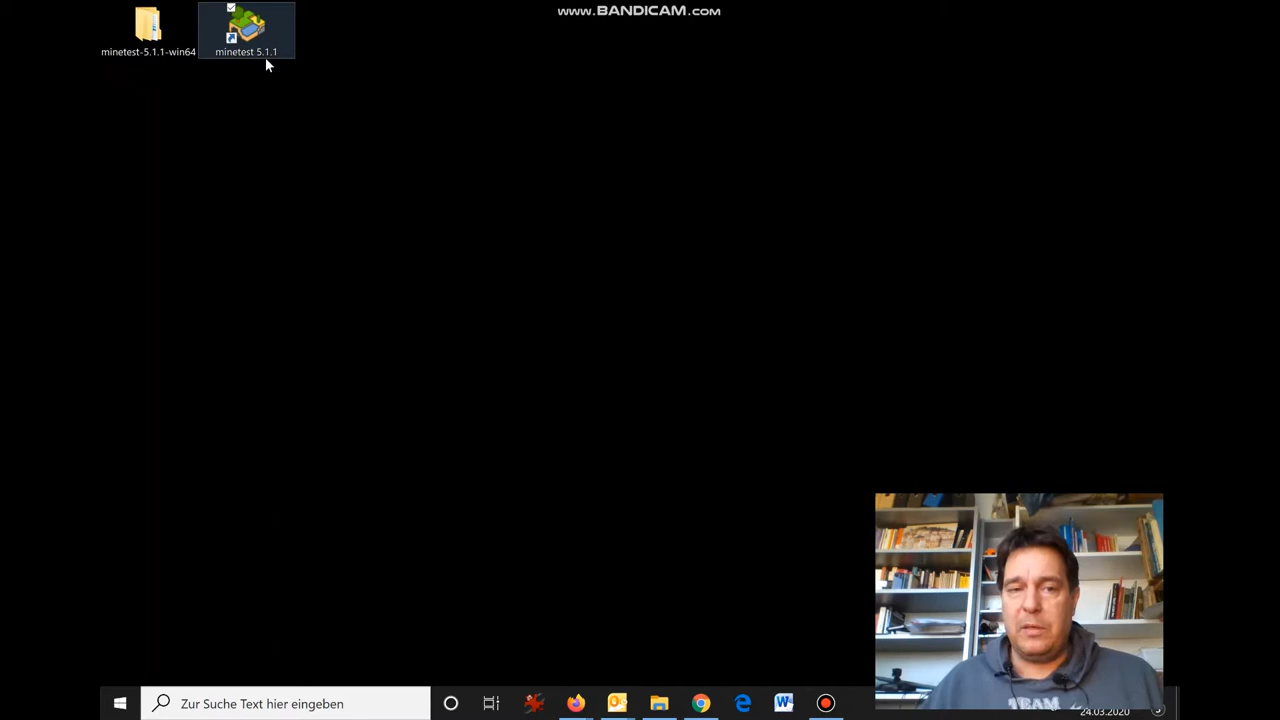 www.BANDICAM.com
minetest-5.1.1-win64
minetest 5.1.1
TEAM
Zur Suche Text hier eingeben
24.03.2020